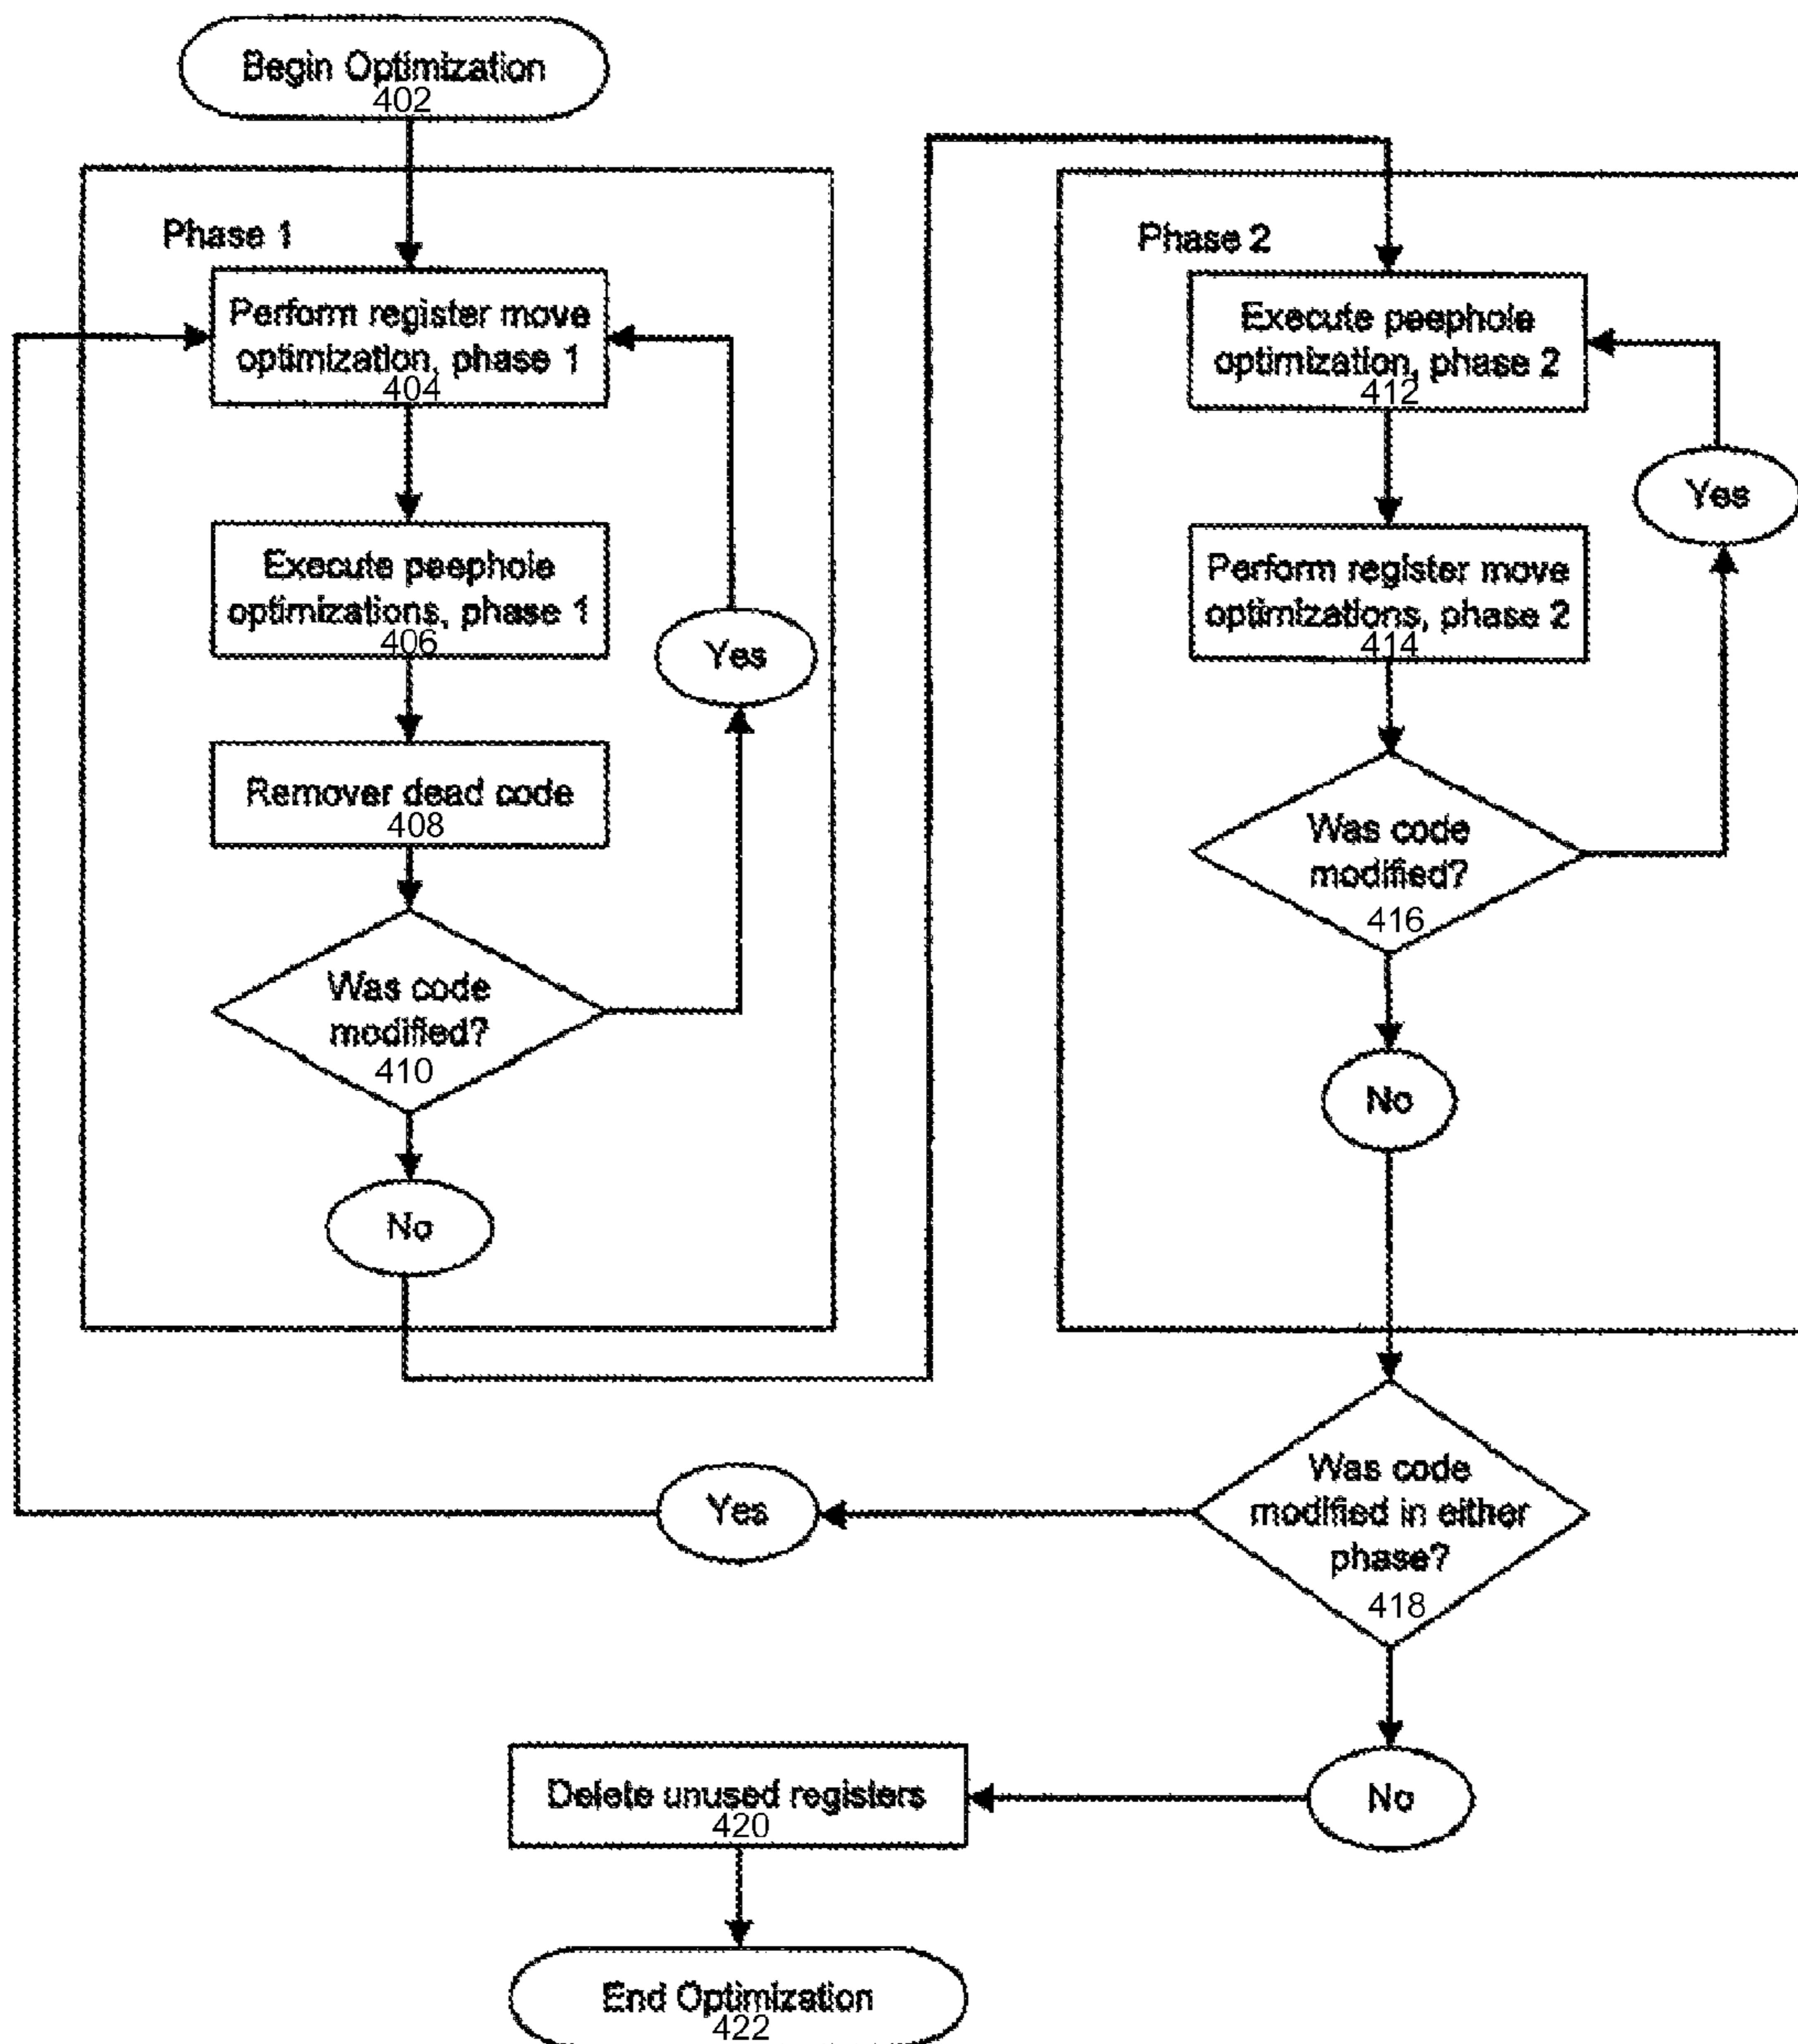 Begin Optimization
402
Phase 1
Perform register move
optimization, phase 1
404
Execute peephole
optimizations, phase 1
406
Yes
Remover dead code
408
Was code
modified?
410
No
Phase 2
Execute peephole
optimization, phase 2
412
Yes
Perform register move
optimizations, phase 2
414
Was code
modified?
416
No
Was code
modified in either
phase?
418
Yes
No
Delete unused registers
420
End Optimization
422